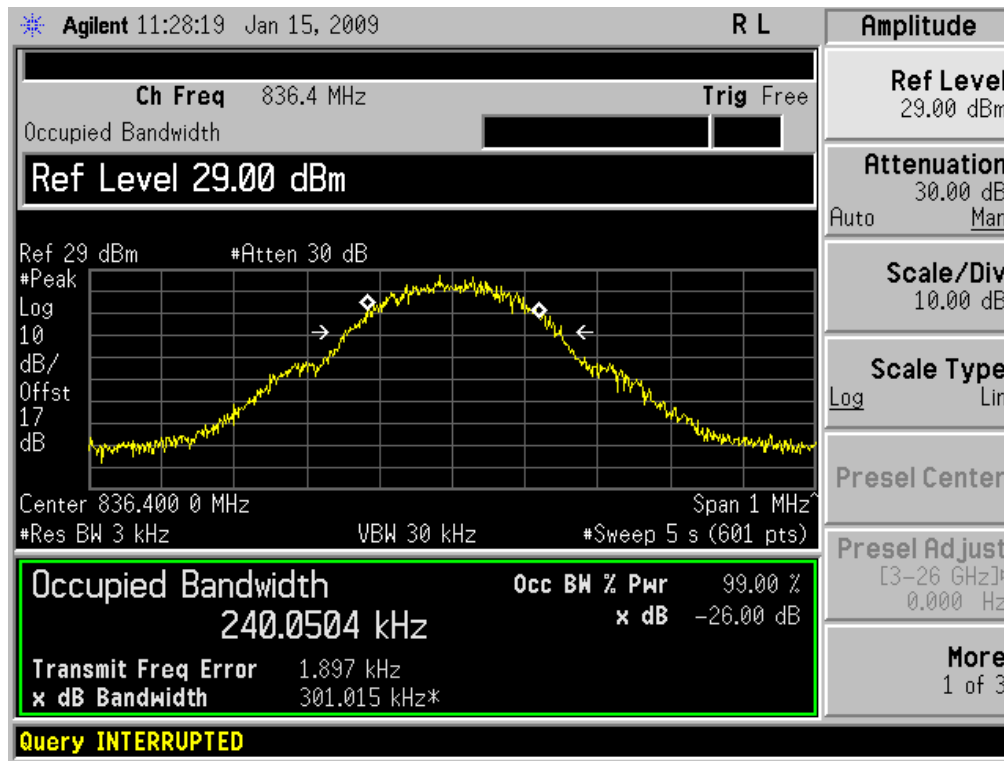 Agilent 11:28:19 Jan 15, 2009 R L
Ch Freq 836.4 MHz Trig Free
Occupied Bandwidth
Ref Level 29.00 dBm
Ref 29 dBm #Atten 30 dB
#Peak
Log
10
dB/
Offst
17
dB
Center 836.400 0 MHz Span 1 MHz^
#Res BW 3 kHz VBW 30 kHz #Sweep 5 s (601 pts)
Occupied Bandwidth Occ BW % Pwr 99.00 %
240.0504 kHz x dB -26.00 dB
Transmit Freq Error 1.897 kHz
x dB Bandwidth 301.015 kHz*
Query INTERRUPTED
Amplitude
Ref Level
29.00 dBm
Attenuation
30.00 dB
Auto Man
Scale/Div
10.00 dB
Scale Type
Log Lin
Presel Center
Presel Adjust
[3-26 GHz]
0.000 Hz
More
1 of 3